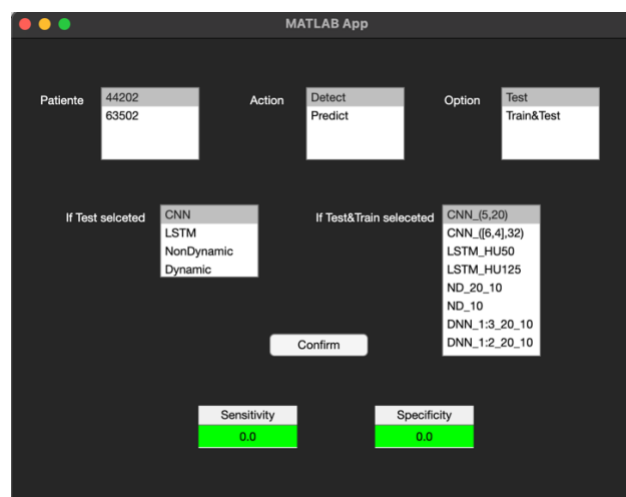 MATLAB App
Patiente
44202
63502
Action
Detect
Predict
Option
Test
Train&Test
If Test selceted
CNN
LSTM
NonDynamic
Dynamic
If Test&Train seleceted
CNN_(5,20)
CNN_([6,4],32)
LSTM_HU50
LSTM_HU125
ND_20_10
ND_10
DNN_1:3_20_10
DNN_1:2_20_10
Confirm
Sensitivity
0.0
Specificity
0.0